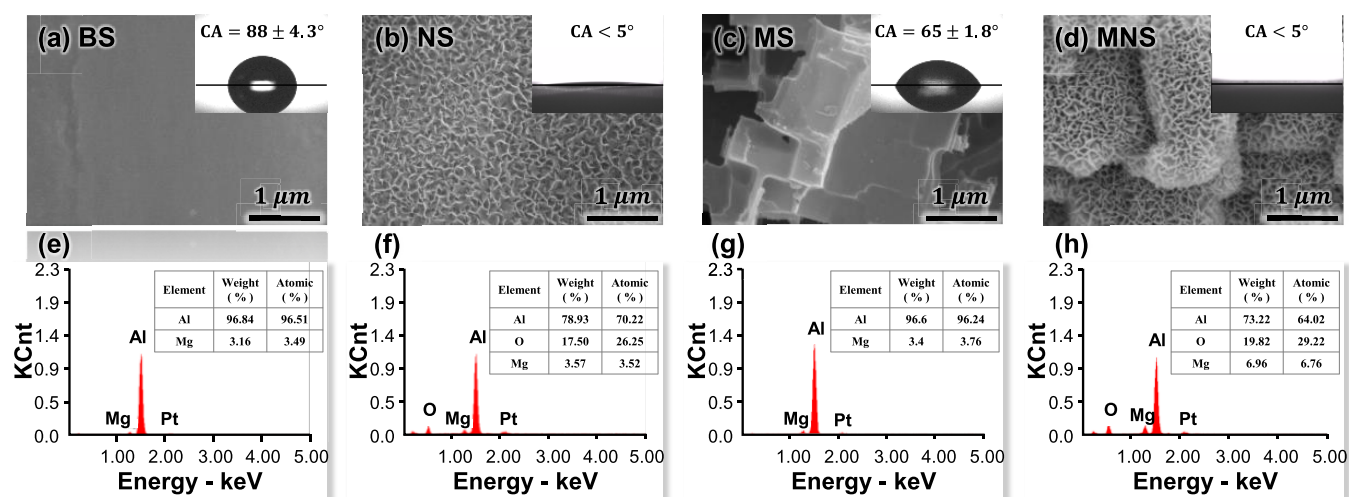 (a) BS
CA = 88 ± 4.3°
1 μm
(b) NS
CA < 5°
1 μm
(c) MS
CA = 65 ± 1.8°
1 μm
(d) MNS
CA < 5°
1 μm
(e)
KCnt
2.3
1.9
1.4
0.9
0.5
0.0
Element Weight ( % ) Atomic ( % )
Al 96.84 96.51
Mg 3.16 3.49
Al
Mg
Pt
1.00 2.00 3.00 4.00 5.00
Energy - keV
(f)
KCnt
2.3
1.9
1.4
0.9
0.5
0.0
Element Weight ( % ) Atomic ( % )
Al 78.93 70.22
O 17.50 26.25
Mg 3.57 3.52
Al
O
Mg
Pt
1.00 2.00 3.00 4.00 5.00
Energy - keV
(g)
KCnt
2.3
1.9
1.4
0.9
0.5
0.0
Element Weight ( % ) Atomic ( % )
Al 96.6 96.24
Mg 3.4 3.76
Al
Mg
Pt
1.00 2.00 3.00 4.00 5.00
Energy - keV
(h)
KCnt
2.3
1.9
1.4
0.9
0.5
0.0
Element Weight ( % ) Atomic ( % )
Al 73.22 64.02
O 19.82 29.22
Mg 6.96 6.76
Al
O
Mg
Pt
1.00 2.00 3.00 4.00 5.00
Energy - keV